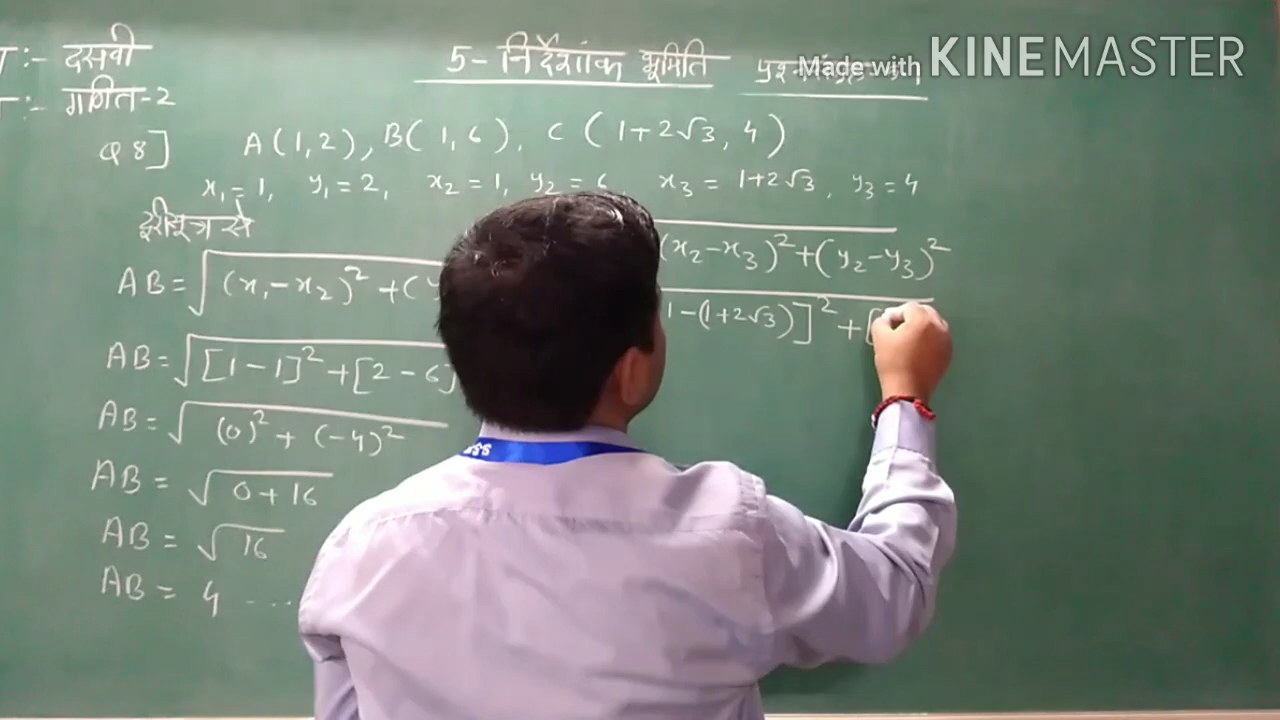 :- दसवी
5- निर्देशांक भूमिति
Made with KINEMASTER
:- गणित-2
Q 8] A(1,2), B(1,6), C(1+2√3, 4)
x₁=1, y₁=2, x₂=1, y₂=6, x₃=1+2√3, y₃=4
दूरीसूत्र से
(x₂-x₃)²+(y₂-y₃)²
AB=√(x₁-x₂)²+(y
1-(1+2√3)]²+[
AB=√[1-1]²+[2-6]
AB=√(0)²+(-4)²
AB=√0+16
AB=√16
AB=4 ....